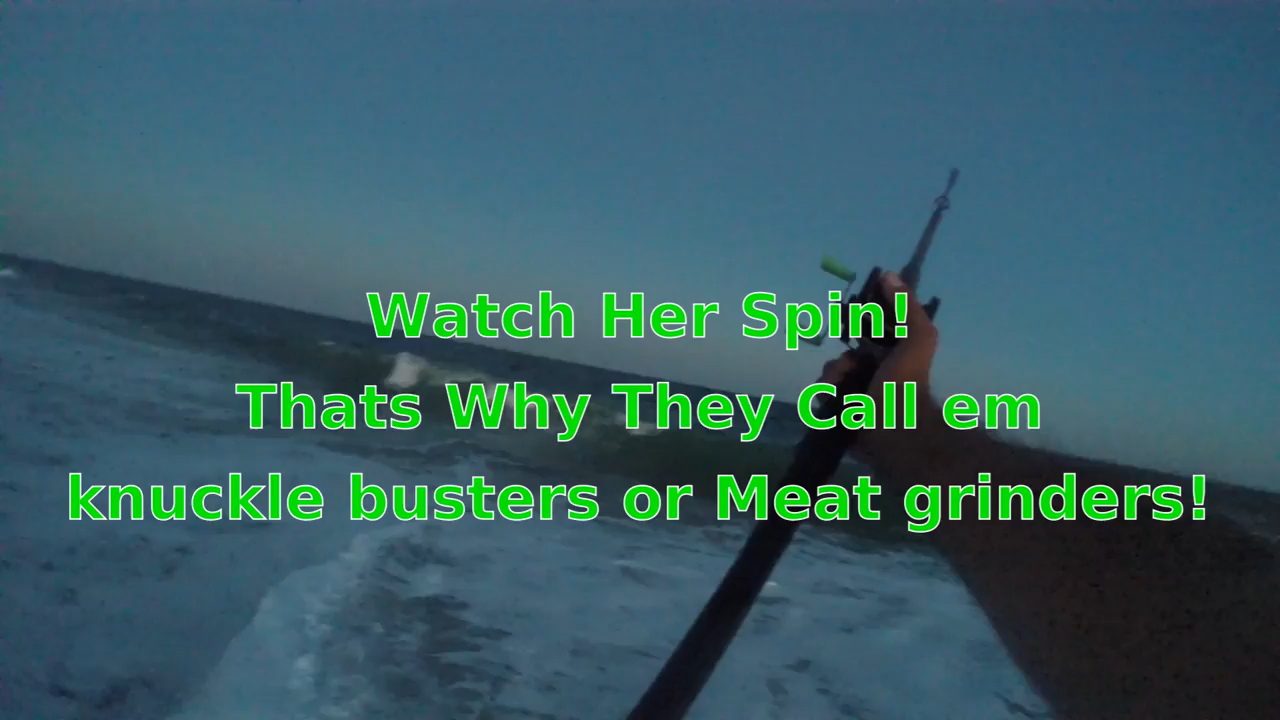 Watch Her Spin!
Thats Why They Call em
knuckle busters or Meat grinders!